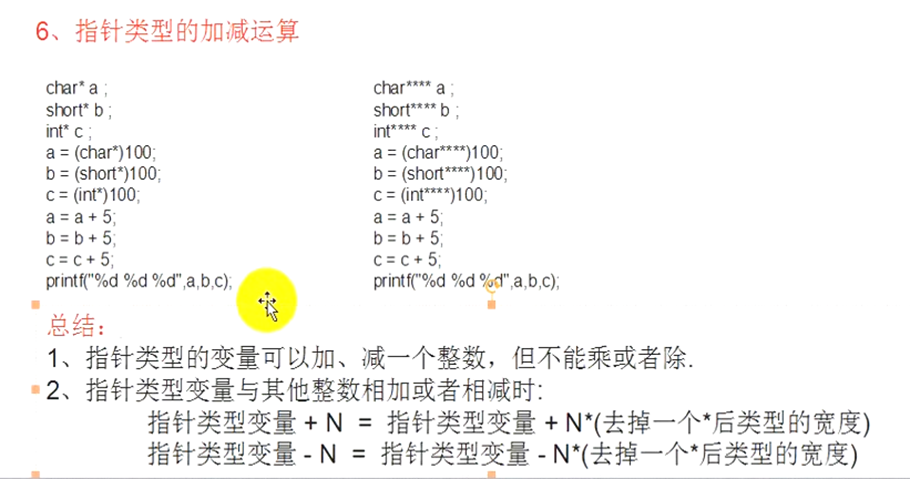 6、指针类型的加减运算
char* a ;
short* b ;
int* c ;
a = (char*)100;
b = (short*)100;
c = (int*)100;
a = a + 5;
b = b + 5;
c = c + 5;
printf("%d %d %d",a,b,c);
char**** a ;
short**** b ;
int**** c ;
a = (char****)100;
b = (short****)100;
c = (int****)100;
a = a + 5;
b = b + 5;
c = c + 5;
printf("%d %d %d",a,b,c);
总结：
1、指针类型的变量可以加、减一个整数，但不能乘或者除.
2、指针类型变量与其他整数相加或者相减时:
指针类型变量 + N = 指针类型变量 + N*(去掉一个*后类型的宽度)
指针类型变量 - N = 指针类型变量 - N*(去掉一个*后类型的宽度)